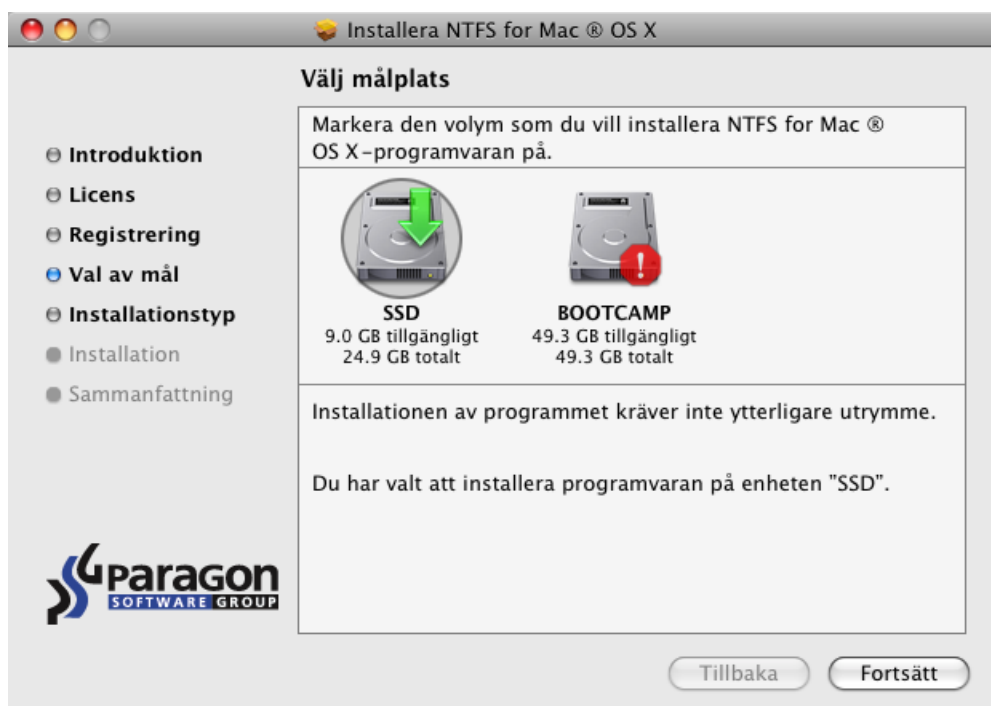 Installera NTFS for Mac ® OS X
Välj målplats
Introduktion
Licens
Registrering
Val av mål
Installationstyp
Installation
Sammanfattning
Markera den volym som du vill installera NTFS for Mac ®
OS X-programvaran på.
SSD
9.0 GB tillgängligt
24.9 GB totalt
BOOTCAMP
49.3 GB tillgängligt
49.3 GB totalt
Installationen av programmet kräver inte ytterligare utrymme.
Du har valt att installera programvaran på enheten ”SSD”.
Paragon
SOFTWARE GROUP
Tillbaka
Fortsätt